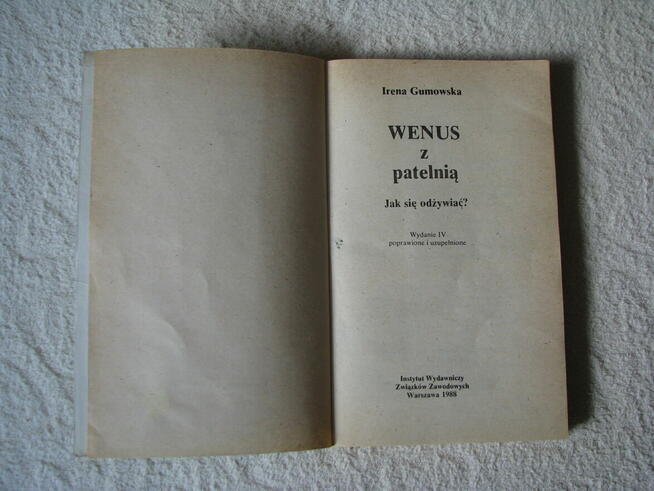 Irena Gumowska
WENUS
z
patelnią
Jak się odżywiać?
Wydanie IV
poprawione i uzupełnione
Instytut Wydawniczy
Związków Zawodowych
Warszawa 1988